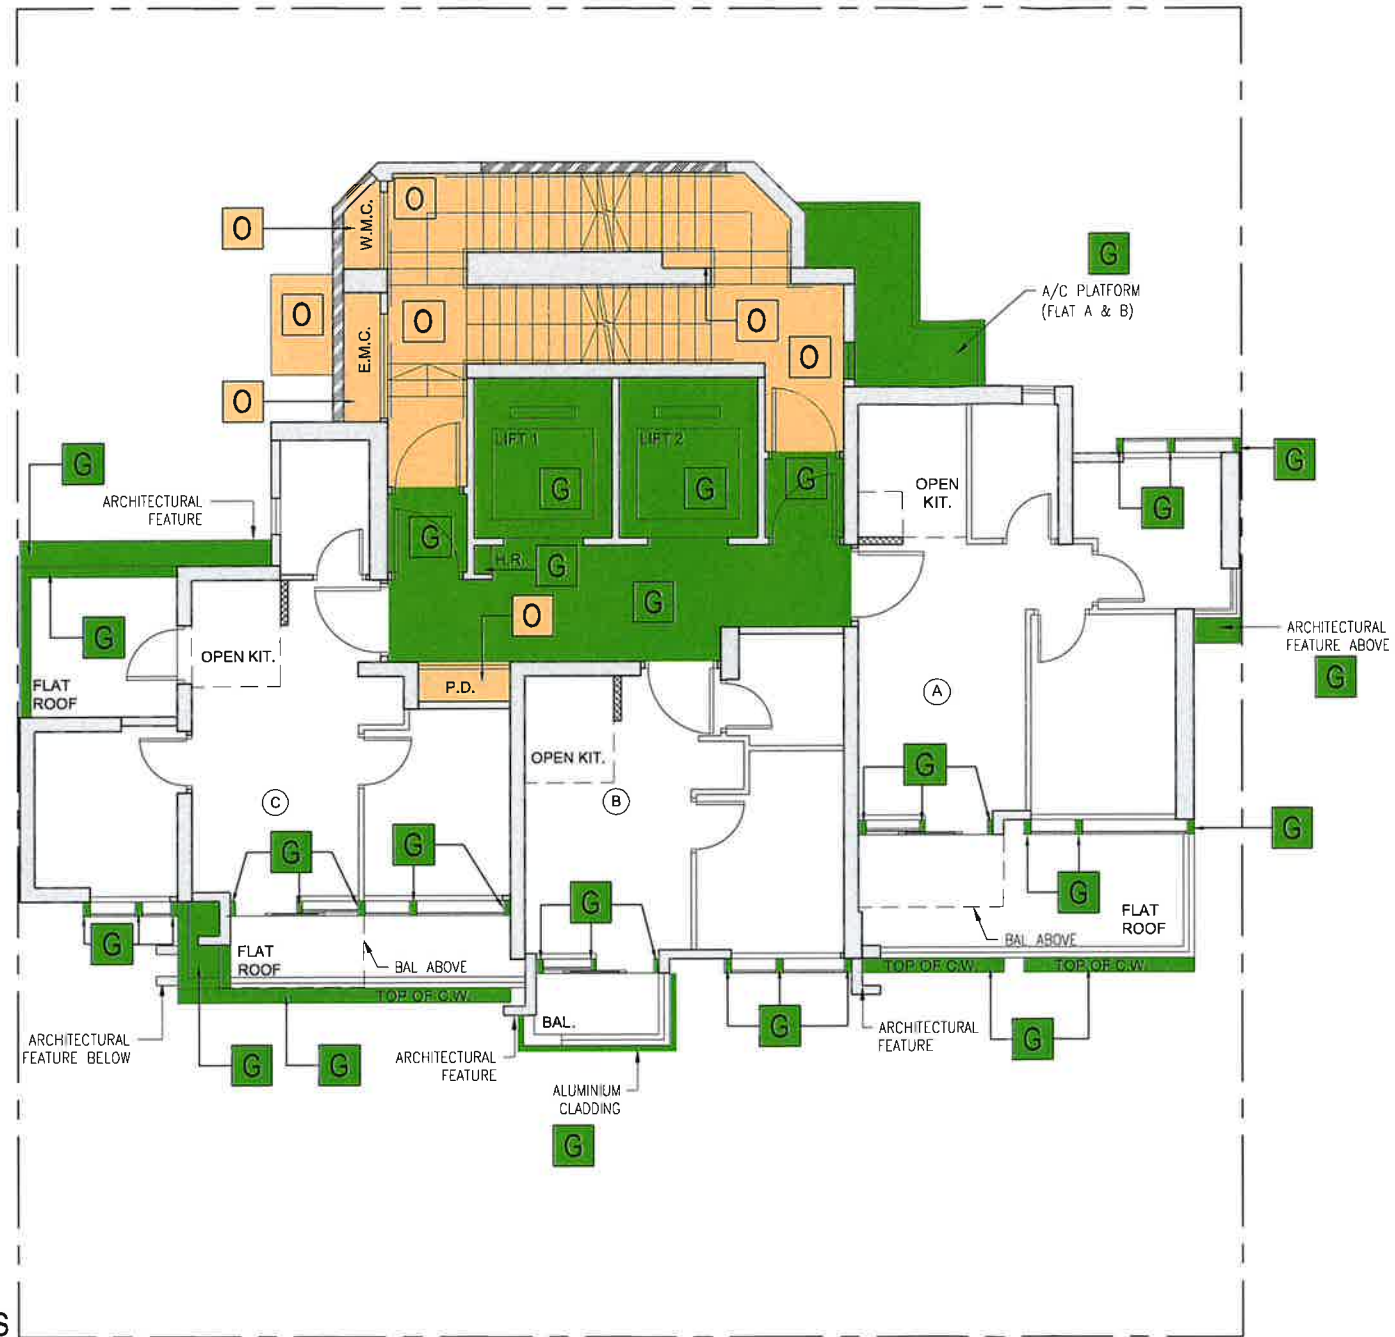 O
W.M.C.
O
G
A/C PLATFORM
(FLAT A & B)
O
O
O
E.M.C.
O
O
LIFT 1
LIFT 2
G
G
G
G
G
G
ARCHITECTURAL
FEATURE
OPEN
KIT.
G
G
H.R.
G
G
O
G
ARCHITECTURAL
FEATURE ABOVE
G
OPEN KIT.
FLAT
ROOF
P.D.
A
OPEN KIT.
G
C
B
G
G
G
G
G
G
FLAT
ROOF
G
FLAT
ROOF
BAL ABOVE
BAL ABOVE
TOP OF C.W.
TOP OF C.W.
TOP OF C.W.
BAL.
G
ARCHITECTURAL
FEATURE
G
ARCHITECTURAL
FEATURE BELOW
G
G
ARCHITECTURAL
FEATURE
ALUMINIUM
CLADDING
G
S